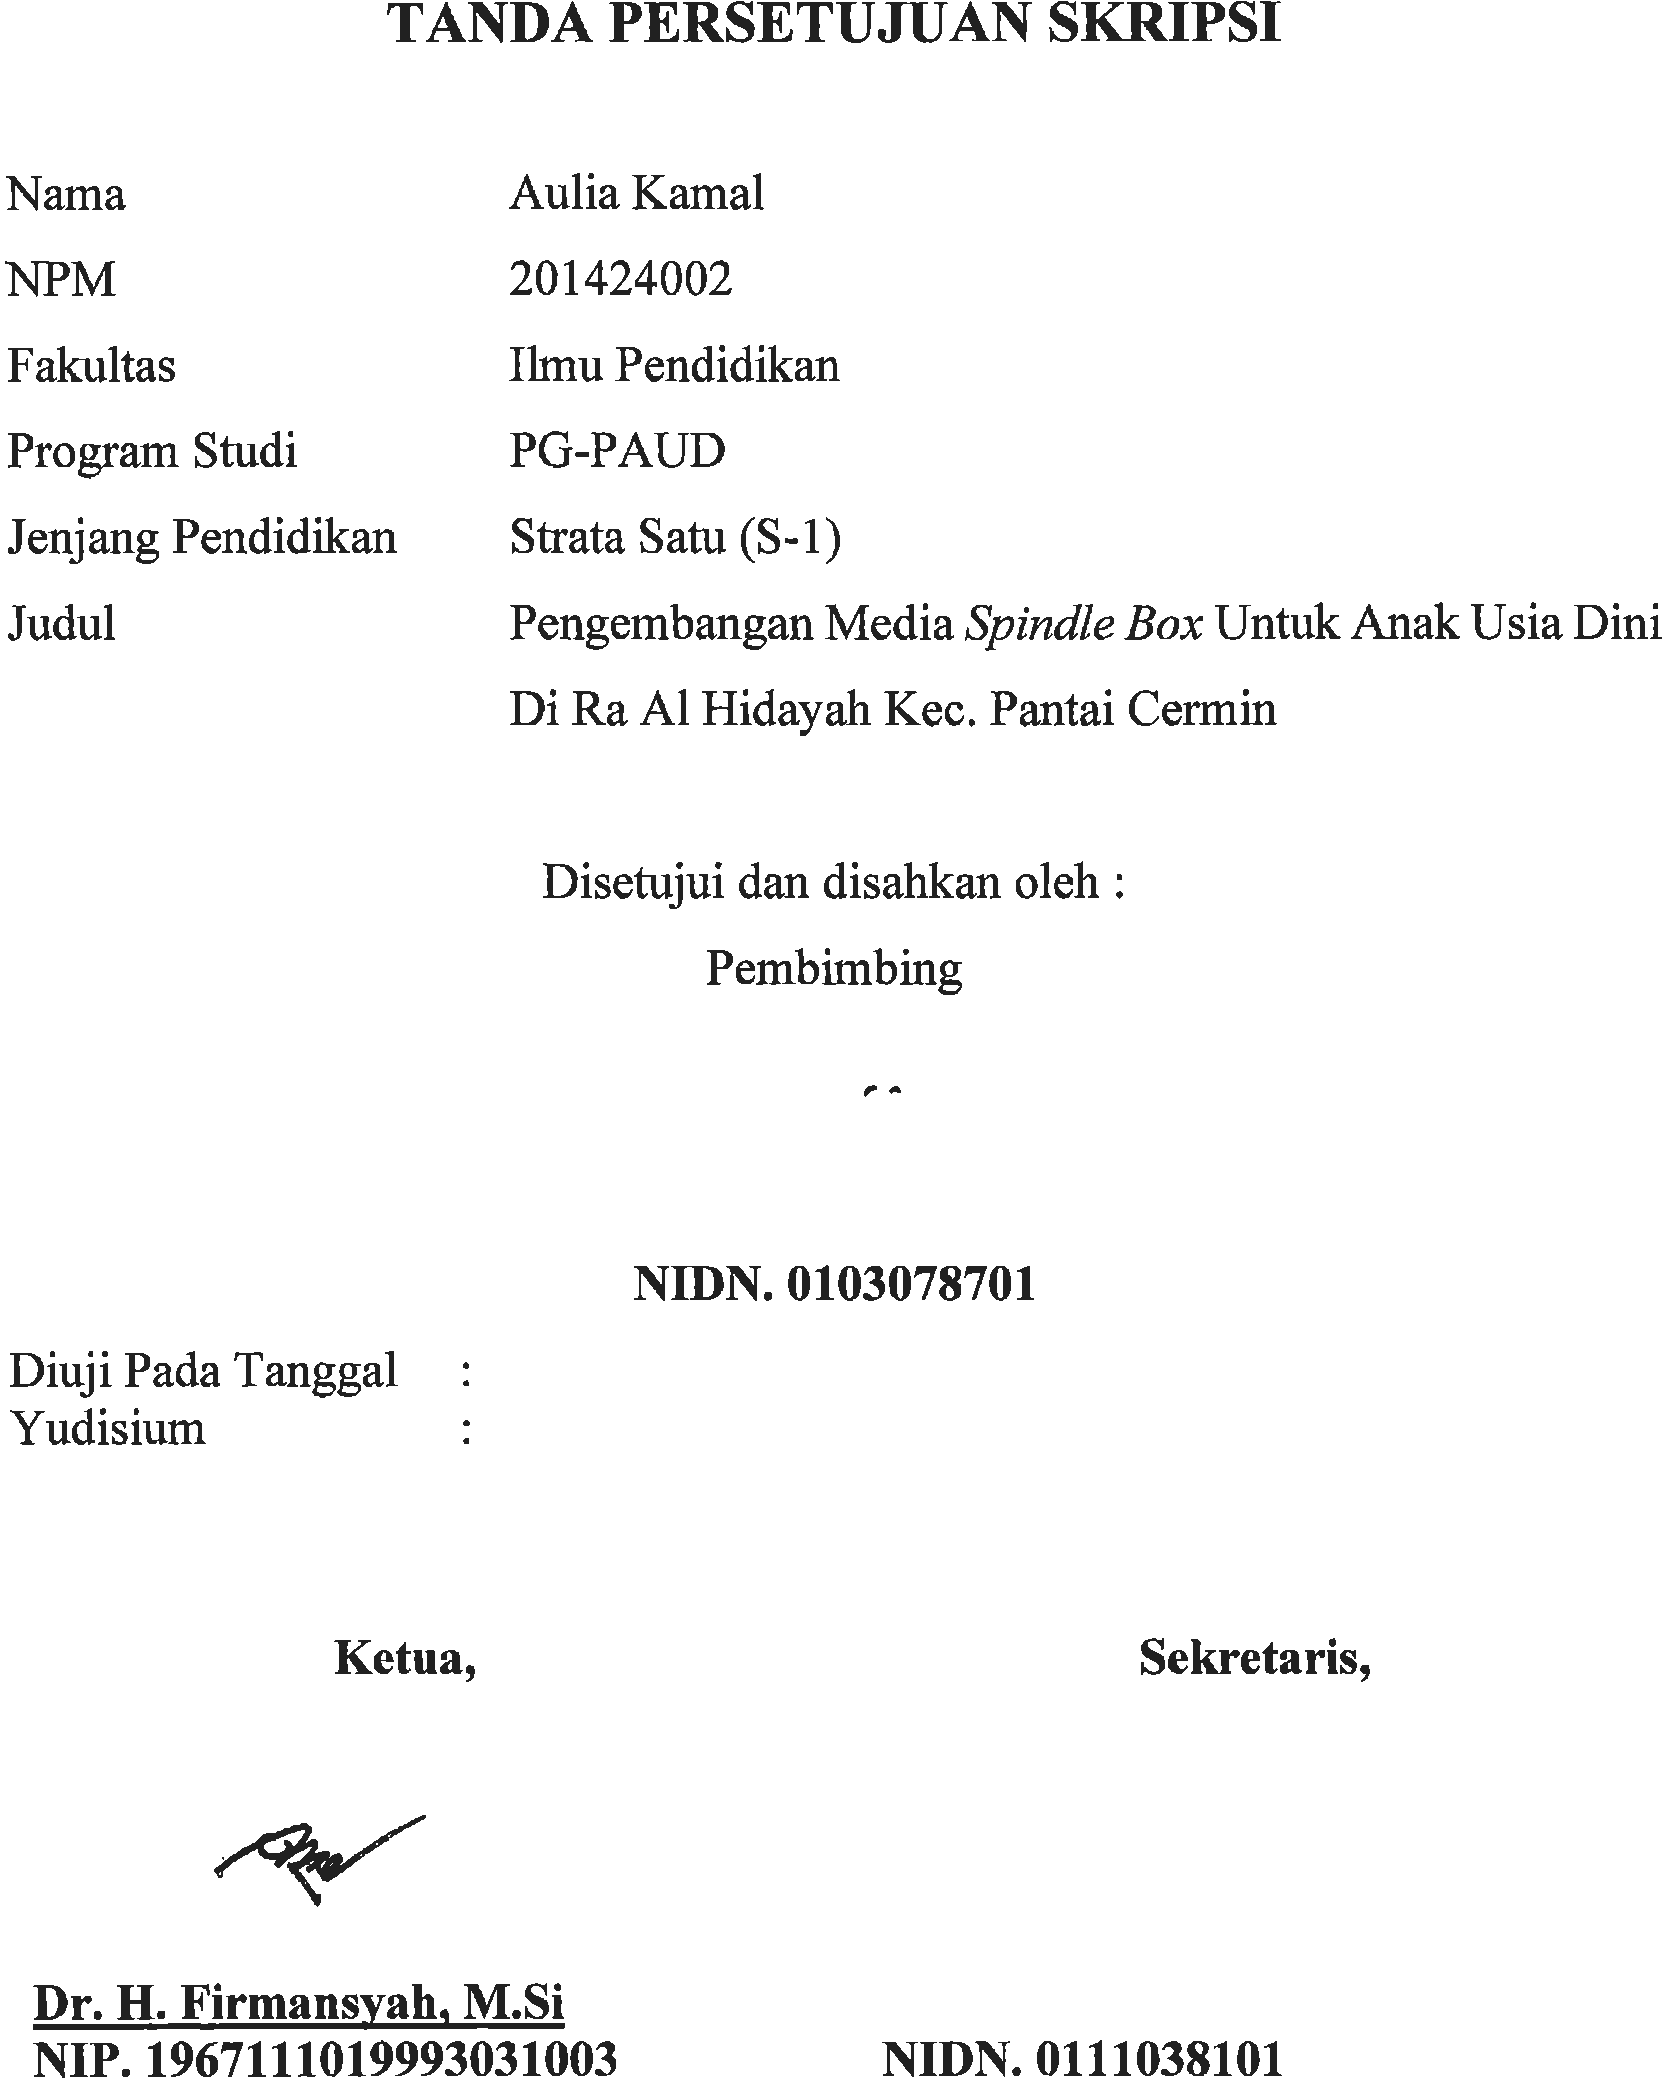 TANDA PERSETUJUAN SKRIPSI
Nama Aulia Kamal
NPM 201424002
Fakultas Ilmu Pendidikan
Program Studi PG-PAUD
Jenjang Pendidikan Strata Satu (S-1)
Judul Pengembangan Media Spindle Box Untuk Anak Usia Dini
Di Ra Al Hidayah Kec. Pantai Cermin
Disetujui dan disahkan oleh :
Pembimbing
NIDN. 0103078701
Diuji Pada Tanggal :
Yudisium :
Ketua, Sekretaris,
Dr. H. Firmansyah, M.Si
NIP. 1967111019993031003 NIDN. 0111038101